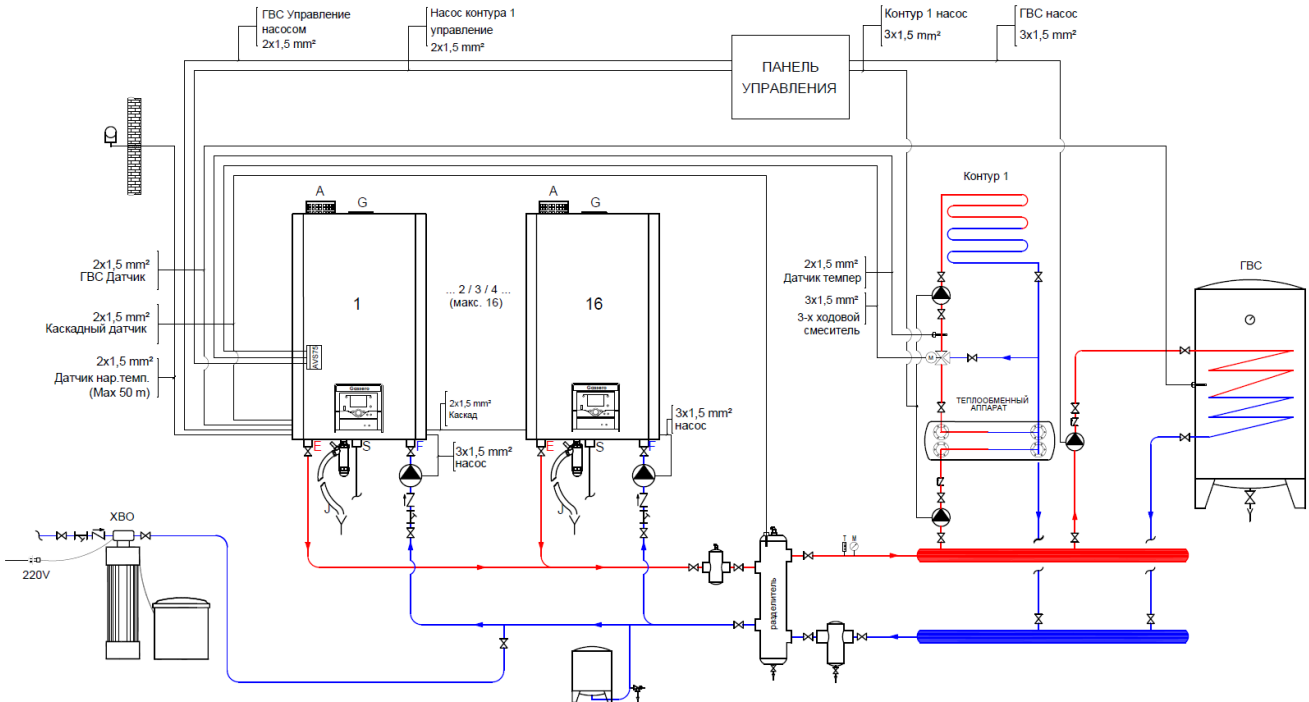 ГВС Управление
насосом
2x1,5 mm²
Насос контура 1
управление
2x1,5 mm²
Контур 1 насос
3x1,5 mm²
ГВС насос
3x1,5 mm²
ПАНЕЛЬ
УПРАВЛЕНИЯ
Контур 1
A
G
A
G
2x1,5 mm²
ГВС Датчик
2x1,5 mm²
Каскадный датчик
2x1,5 mm²
Датчик нар.темп.
(Max 50 m)
1
... 2 / 3 / 4 ...
(макс. 16)
16
AVS75
2x1,5 mm²
Датчик темпер
3x1,5 mm²
3-х ходовой
смеситель
M
ГВС
ТЕПЛООБМЕННЫЙ
АППАРАТ
2x1,5 mm²
Каскад
3x1,5 mm²
насос
3x1,5 mm²
насос
E
S
F
E
S
F
J
J
ХВО
220V
T
M
разделитель